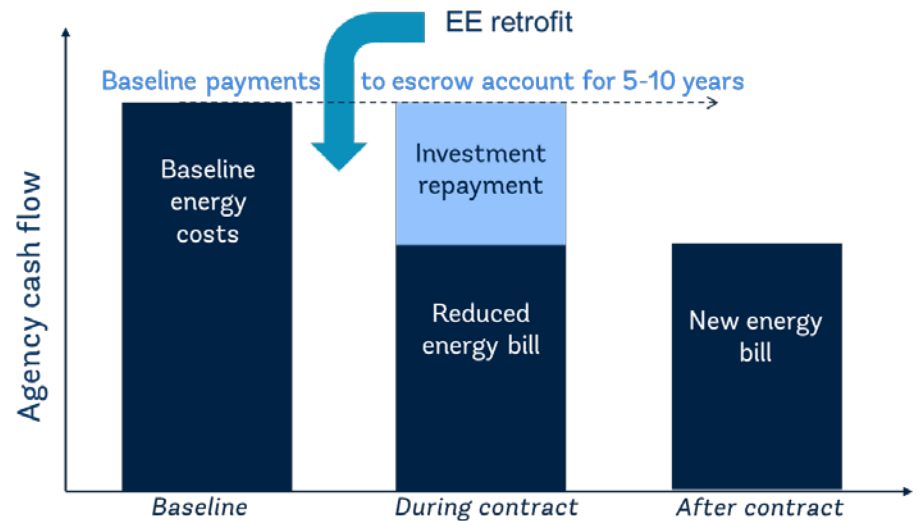 EE retrofit
Baseline payments to escrow account for 5-10 years
Baseline
energy
costs
Investment
repayment
Reduced
energy bill
New energy
bill
Agency cash flow
Baseline
During contract
After contract